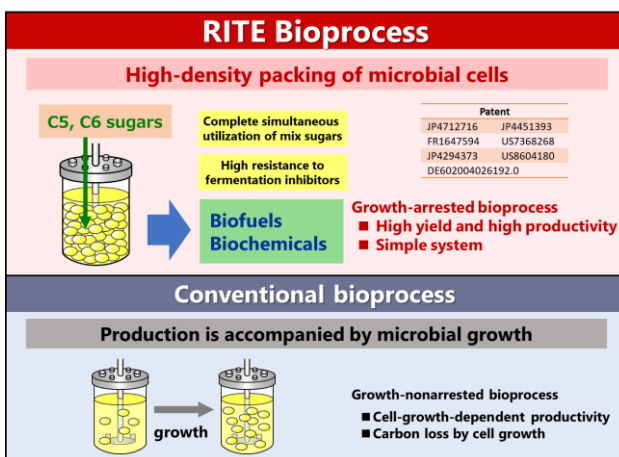 RITE Bioprocess
High-density packing of microbial cells
C5, C6 sugars
Complete simultaneous
utilization of mix sugars
High resistance to
fermentation inhibitors
Biofuels
Biochemicals
Patent
JP4712716 JP4451393
FR1647594 US7368268
JP4294373 US8604180
DE602004026192.0
Growth-arrested bioprocess
■ High yield and high productivity
■ Simple system
Conventional bioprocess
Production is accompanied by microbial growth
growth
Growth-nonarrested bioprocess
■Cell-growth-dependent productivity
■Carbon loss by cell growth